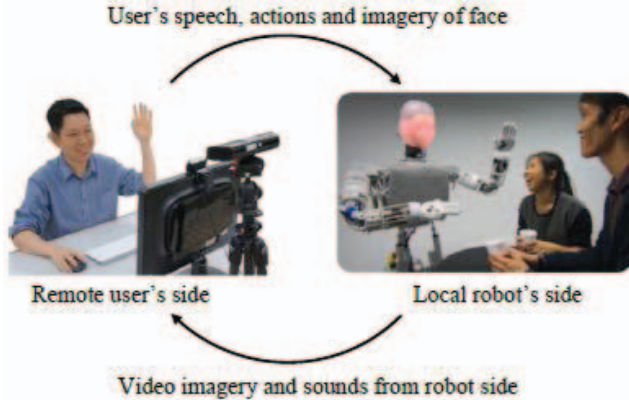 User's speech, actions and imagery of face
Remote user's side
Local robot's side
Video imagery and sounds from robot side